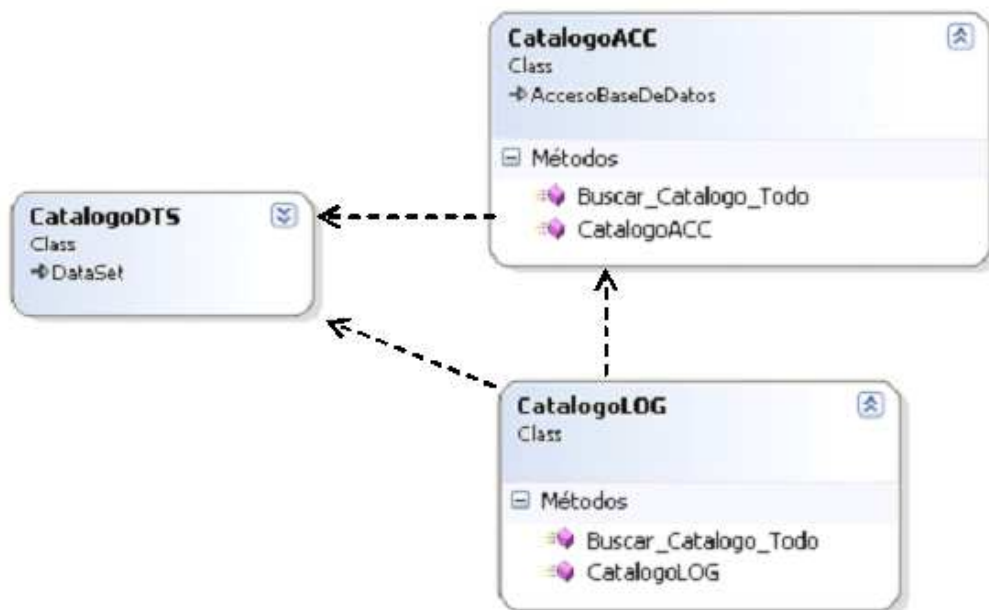 CatalogoACC
Class
AccesoBaseDeDatos
Métodos
Buscar_Catalogo_Todo
CatalogoACC
CatalogoDTS
Class
DataSet
CatalogoLOG
Class
Métodos
Buscar_Catalogo_Todo
CatalogoLOG